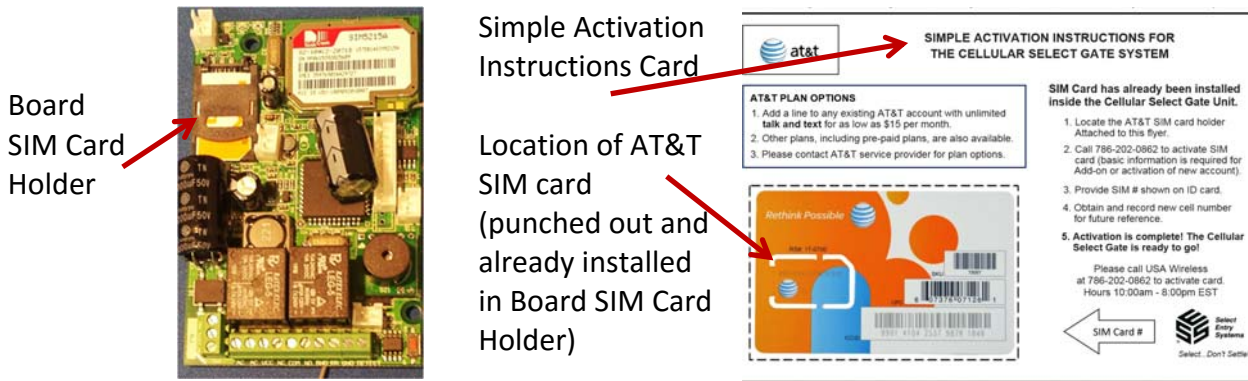 Board
SIM Card
Holder
SIM5215A
Simple Activation
Instructions Card
Location of AT&T
SIM card
(punched out and
already installed
in Board SIM Card
Holder)
at&t
SIMPLE ACTIVATION INSTRUCTIONS FOR
THE CELLULAR SELECT GATE SYSTEM
AT&T PLAN OPTIONS
1. Add a line to any existing AT&T account with unlimited
talk and text for as low as $15 per month.
2. Other plans, including pre-paid plans, are also available.
3. Please contact AT&T service provider for plan options.
Rethink Possible
SKU
UPC
ICCID
SIM Card has already been installed
inside the Cellular Select Gate Unit.
1. Locate the AT&T SIM card holder
Attached to this flyer.
2. Call 786-202-0862 to activate SIM
card (basic information is required for
Add-on or activation of new account).
3. Provide SIM # shown on ID card.
4. Obtain and record new cell number
for future reference.
5. Activation is complete! The Cellular
Select Gate is ready to go!
Please call USA Wireless
at 786-202-0862 to activate card.
Hours 10:00am - 8:00pm EST
SIM Card #
Select
Entry
Systems
Select...Don't Settle